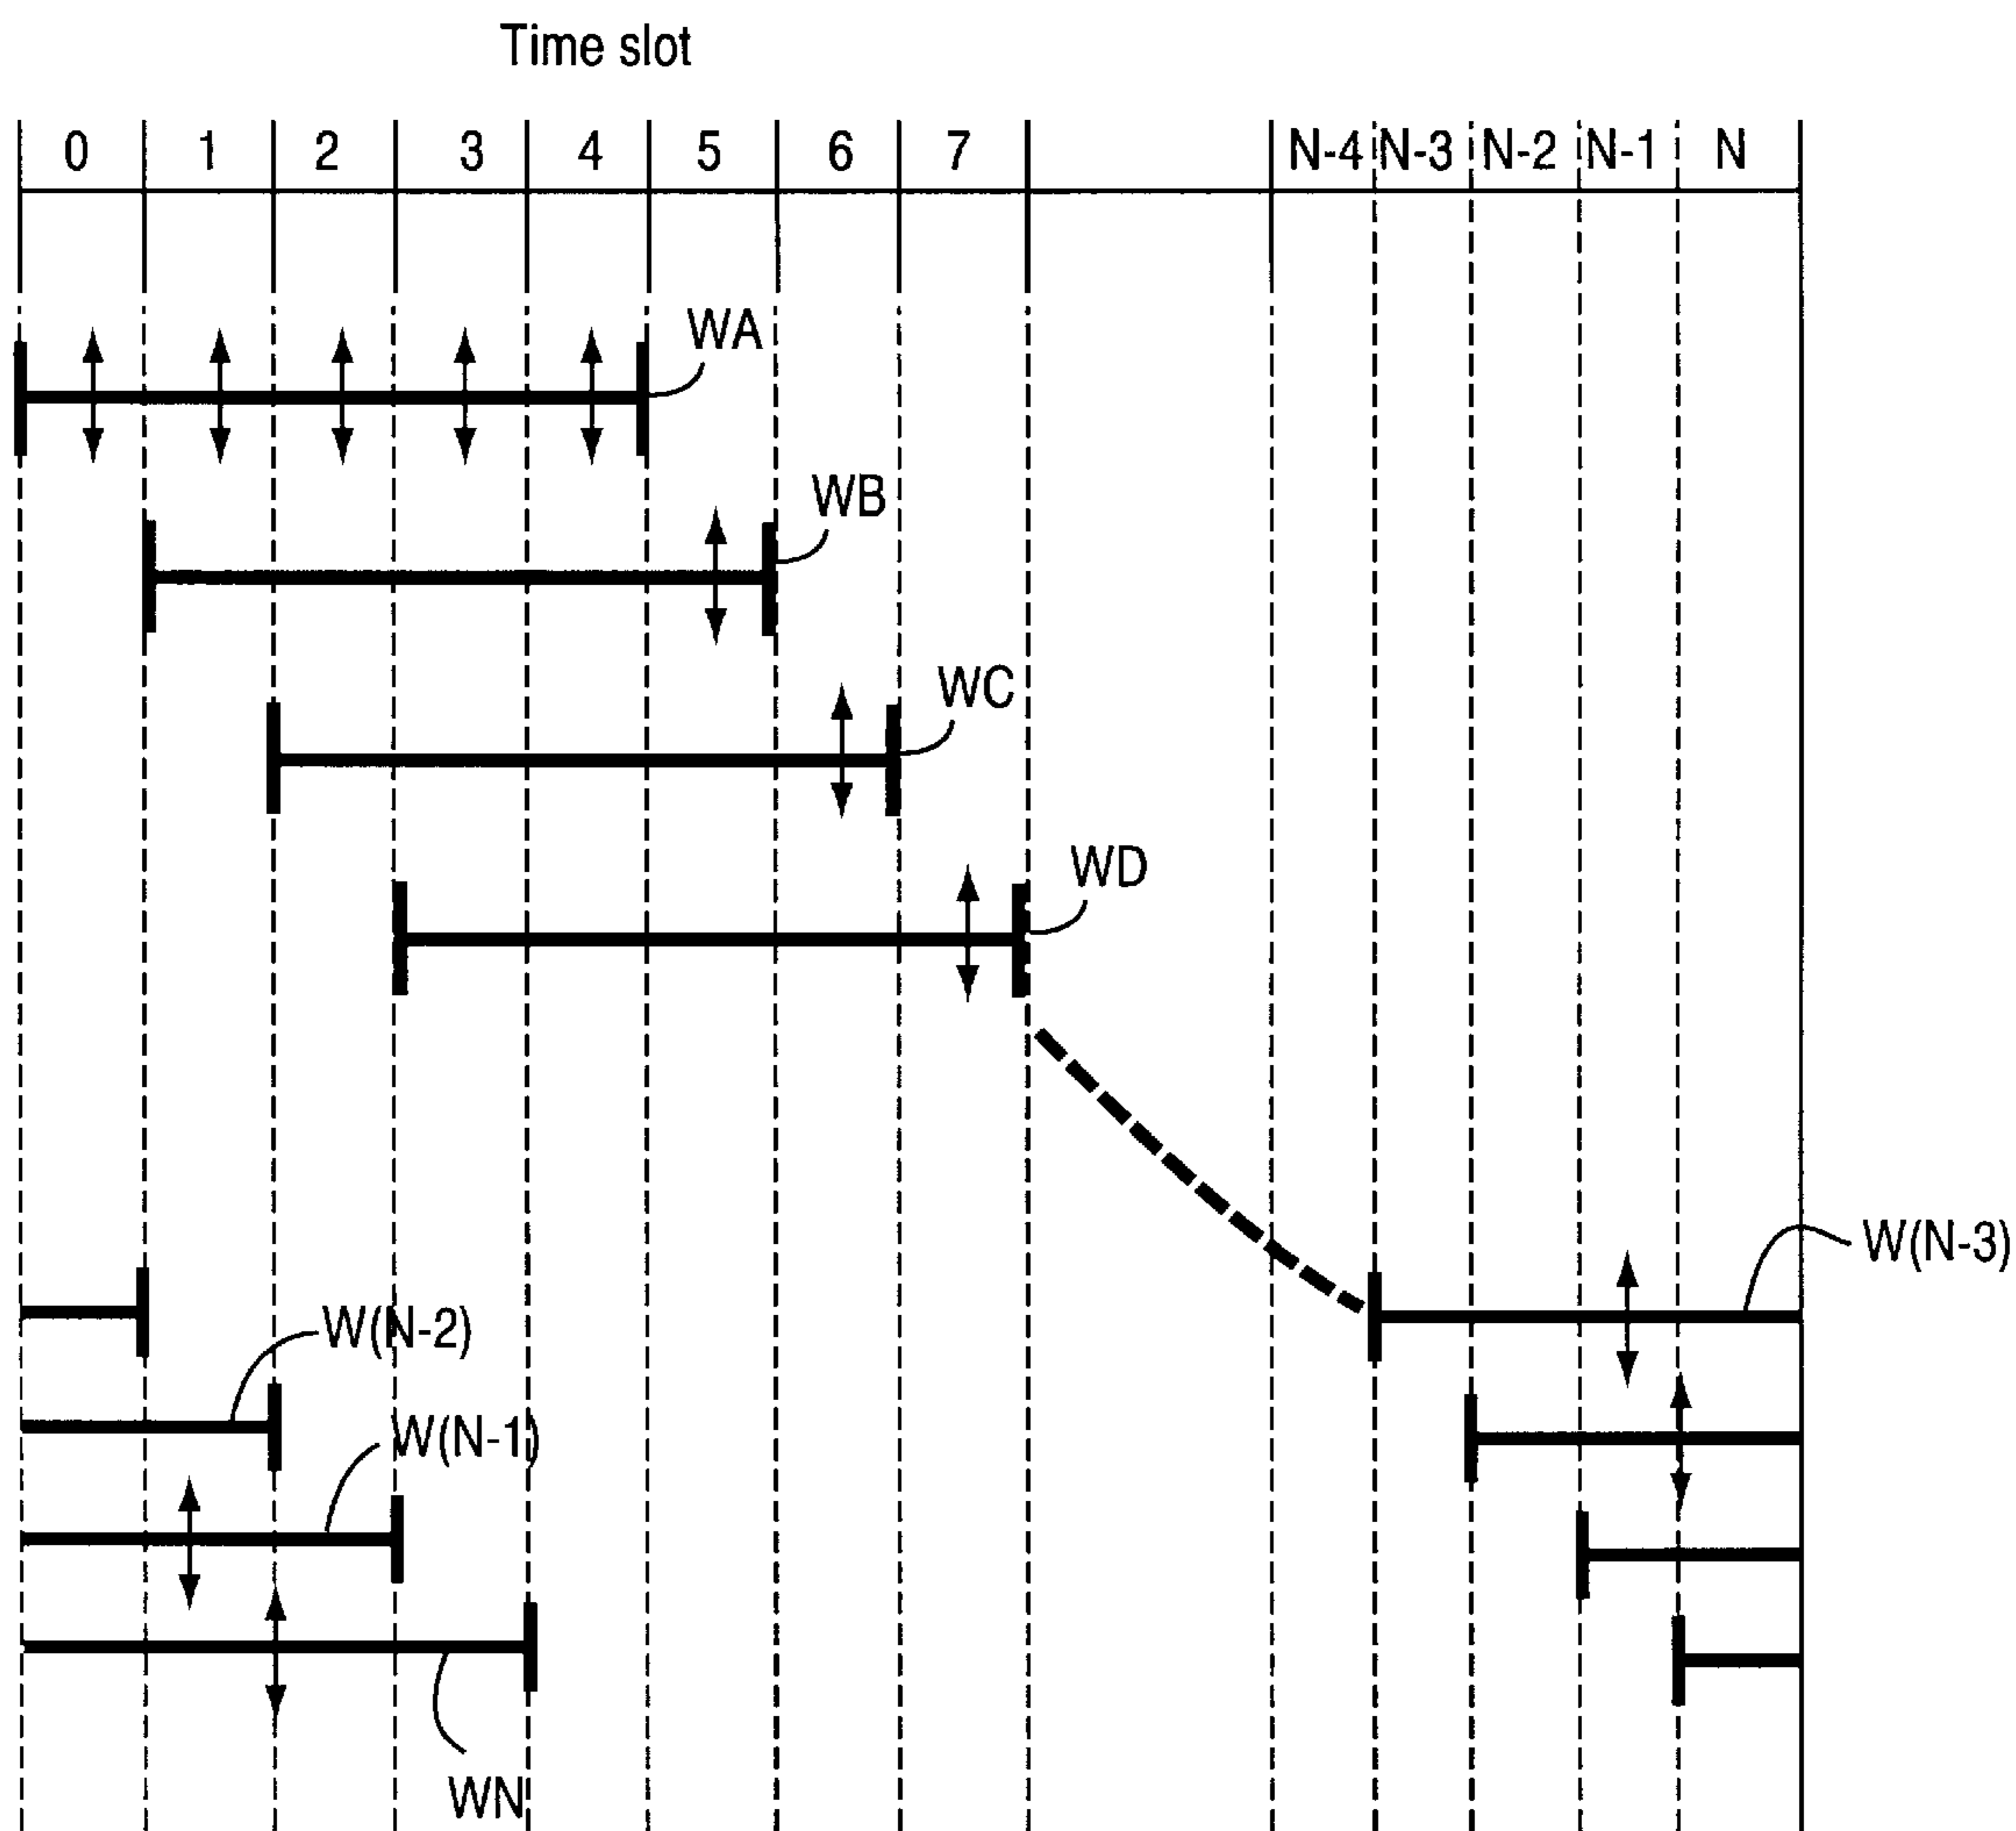 Time slot
0 1 2 3 4 5 6 7 N-4 N-3 N-2 N-1 N
WA
WB
WC
WD
W(N-3)
W(N-2)
W(N-1)
WN